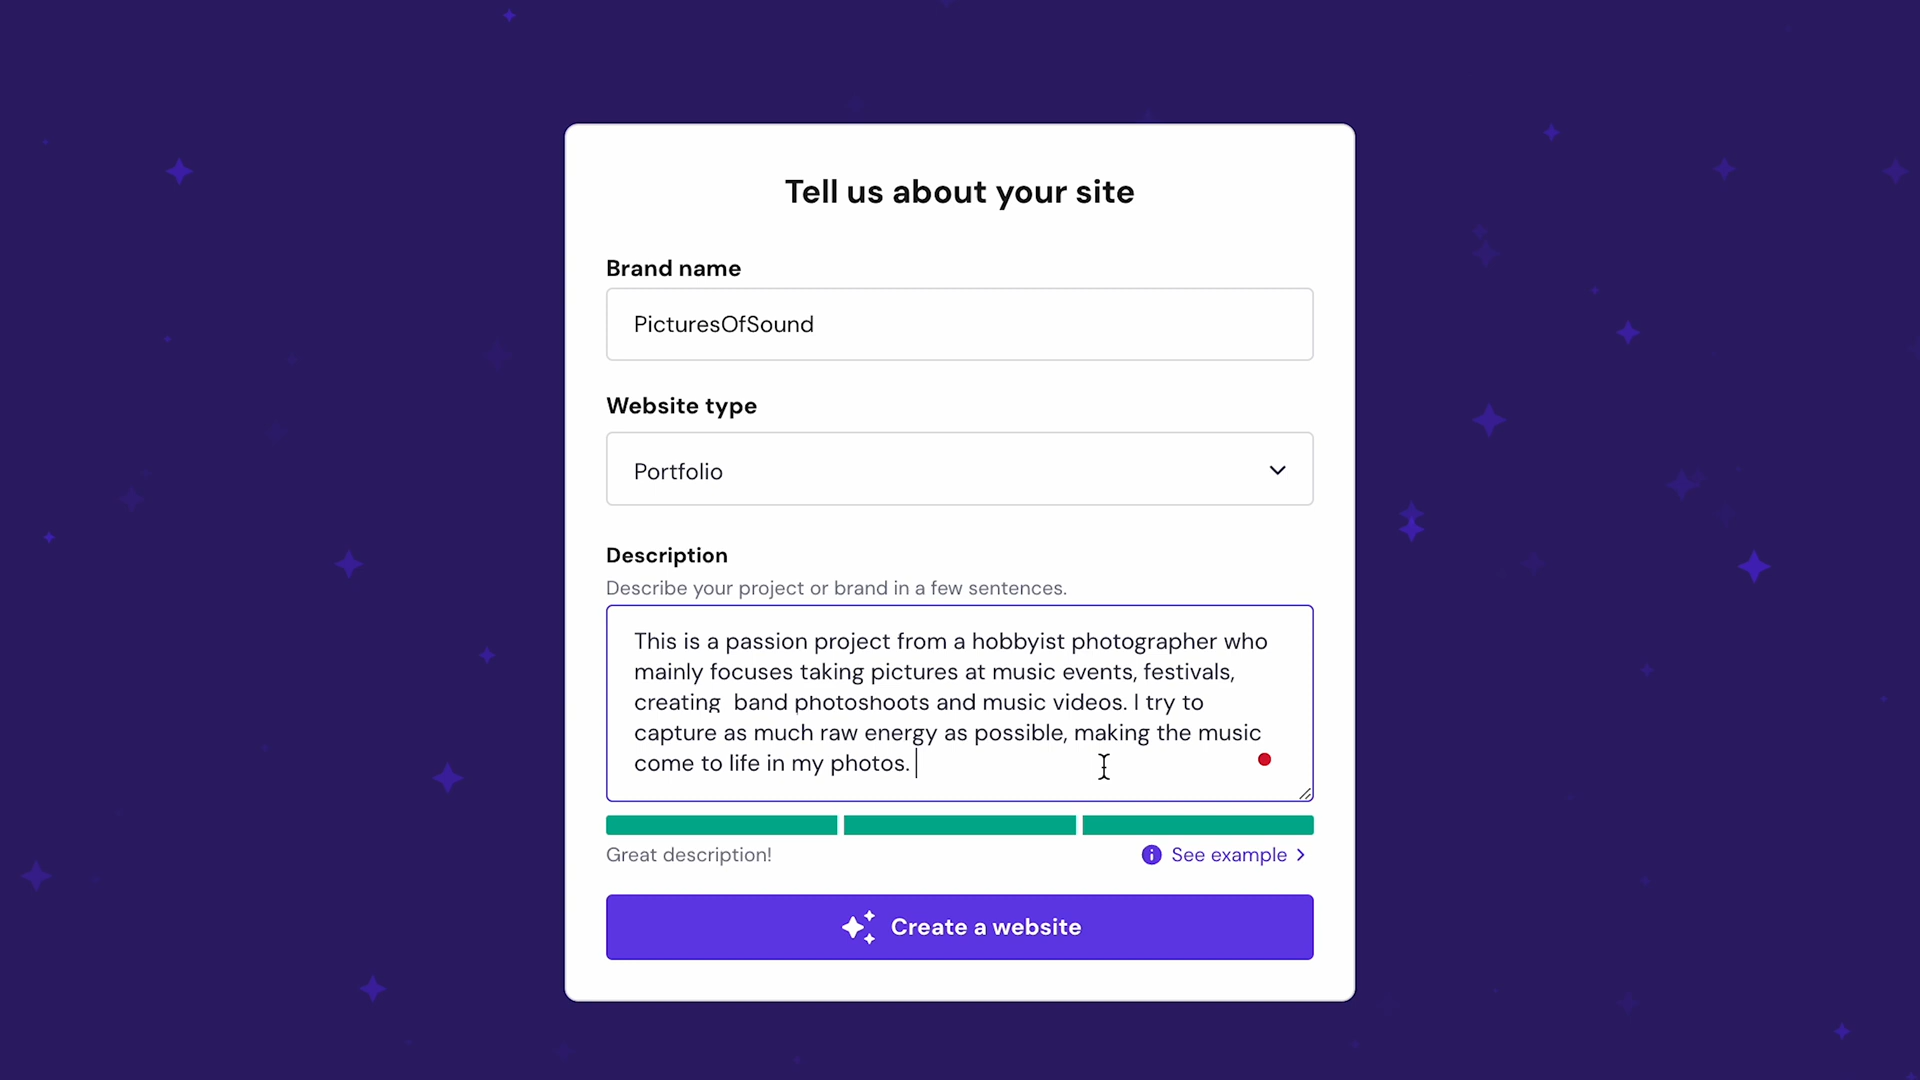 Tell us about your site
Brand name
PicturesOfSound
Website type
Portfolio
Description
Describe your project or brand in a few sentences.
This is a passion project from a hobbyist photographer who
mainly focuses taking pictures at music events, festivals,
creating  band photoshoots and music videos. I try to
capture as much raw energy as possible, making the music
come to life in my photos.
Great description!
See example
Create a website